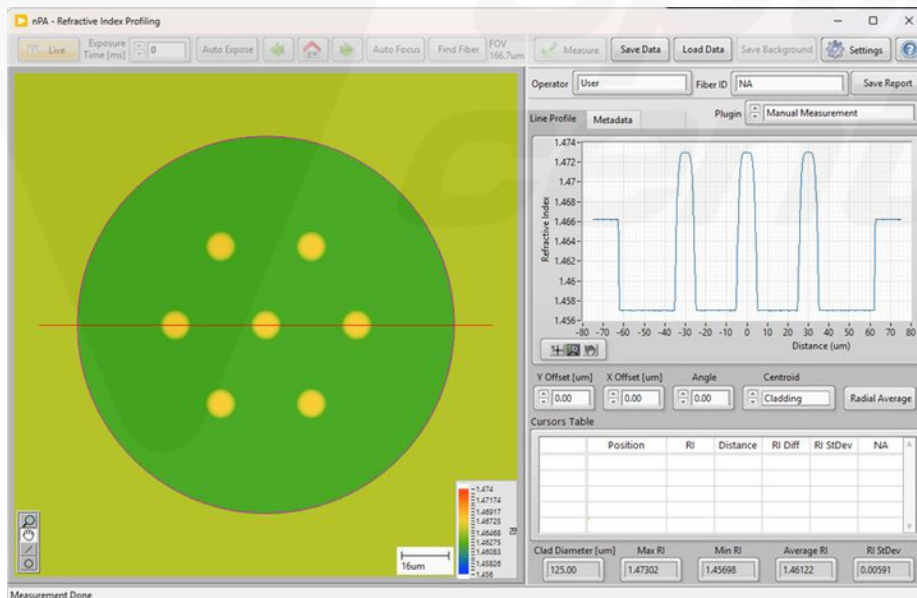 nPA - Refractive Index Profiling
Live
Exposure Time [ms]
0
Auto Expose
Auto Focus
Find Fiber
FOV
166.7um
Measure
Save Data
Load Data
Save Background
Settings
Operator
User
Fiber ID
NA
Save Report
Line Profile
Metadata
Plugin
Manual Measurement
1.474
1.472
1.47
1.468
1.466
1.464
1.462
1.46
1.458
1.456
Refractive Index
-80 -70 -60 -50 -40 -30 -20 -10 0 10 20 30 40 50 60 70 80
Distance (um)
Y Offset [um]
X Offset [um]
Angle
Centroid
0.00
0.00
0.00
Cladding
Radial Average
Cursors Table
Position RI Distance RI Diff RI StDev NA
1.474
1.47174
1.46917
1.46725
1.46468
1.46275
1.46083
1.45826
1.456
RI
16um
Clad Diameter [um] Max RI Min RI Average RI RI StDev
125.00 1.47302 1.45698 1.46122 0.00591
Measurement Done